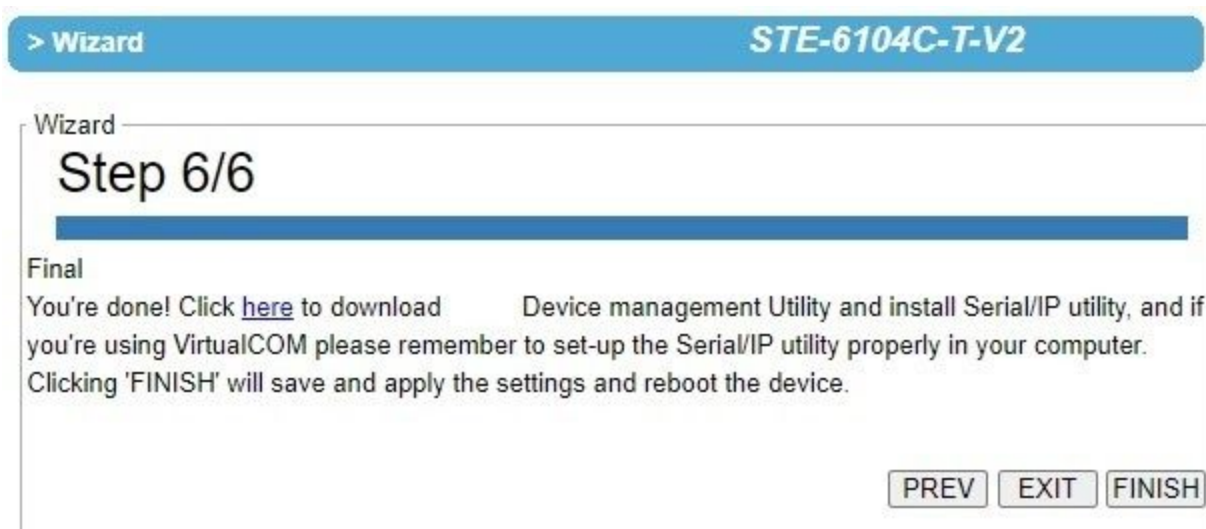 > Wizard STE-6104C-T-V2
Wizard
Step 6/6
Final
You're done! Click here to download Device management Utility and install Serial/IP utility, and if
you're using VirtualCOM please remember to set-up the Serial/IP utility properly in your computer.
Clicking 'FINISH' will save and apply the settings and reboot the device.
PREV EXIT FINISH